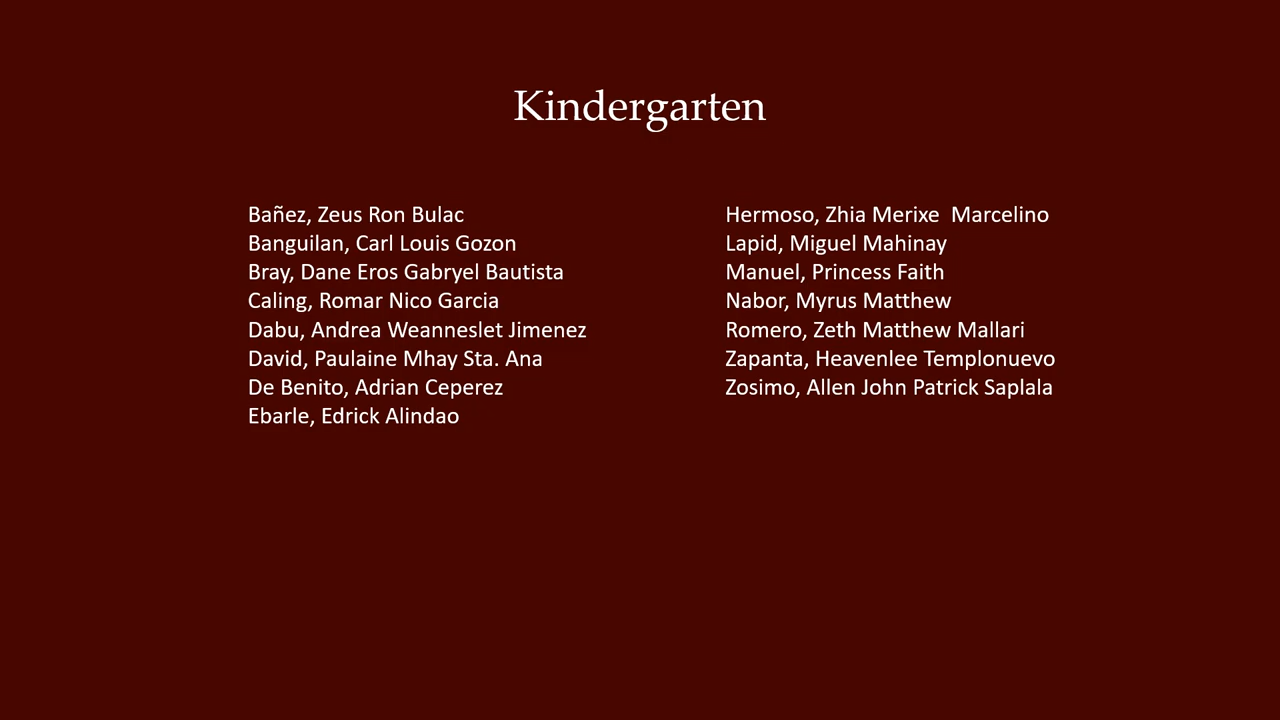 Kindergarten
Bañez, Zeus Ron Bulac
Banguilan, Carl Louis Gozon
Bray, Dane Eros Gabryel Bautista
Caling, Romar Nico Garcia
Dabu, Andrea Weanneslet Jimenez
David, Paulaine Mhay Sta. Ana
De Benito, Adrian Ceperez
Ebarle, Edrick Alindao
Hermoso, Zhia Merixe  Marcelino
Lapid, Miguel Mahinay
Manuel, Princess Faith
Nabor, Myrus Matthew
Romero, Zeth Matthew Mallari
Zapanta, Heavenlee Templonuevo
Zosimo, Allen John Patrick Saplala